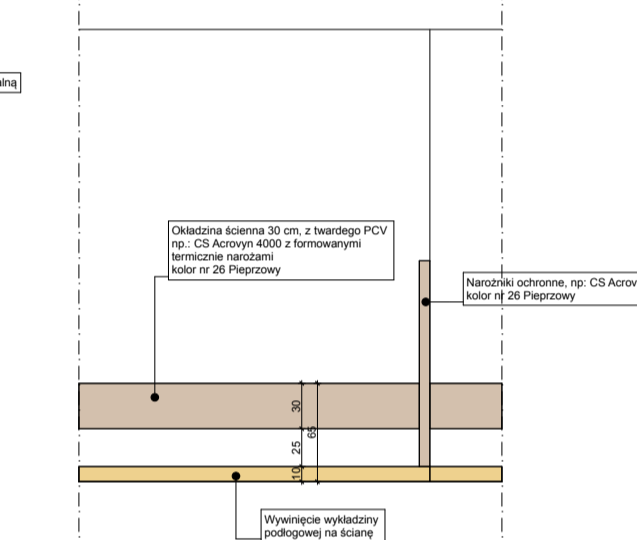 lną
Okładzina ścienna 30 cm, z twardego PCV
np.: CS Acrovyn 4000 z formowanymi
termicznie narożami
kolor nr 26 Pieprzowy
Narożniki ochronne, np: CS Acrov
kolor nr 26 Pieprzowy
30
65
25
10
Wywinięcie wykładziny
podłogowej na ścianę